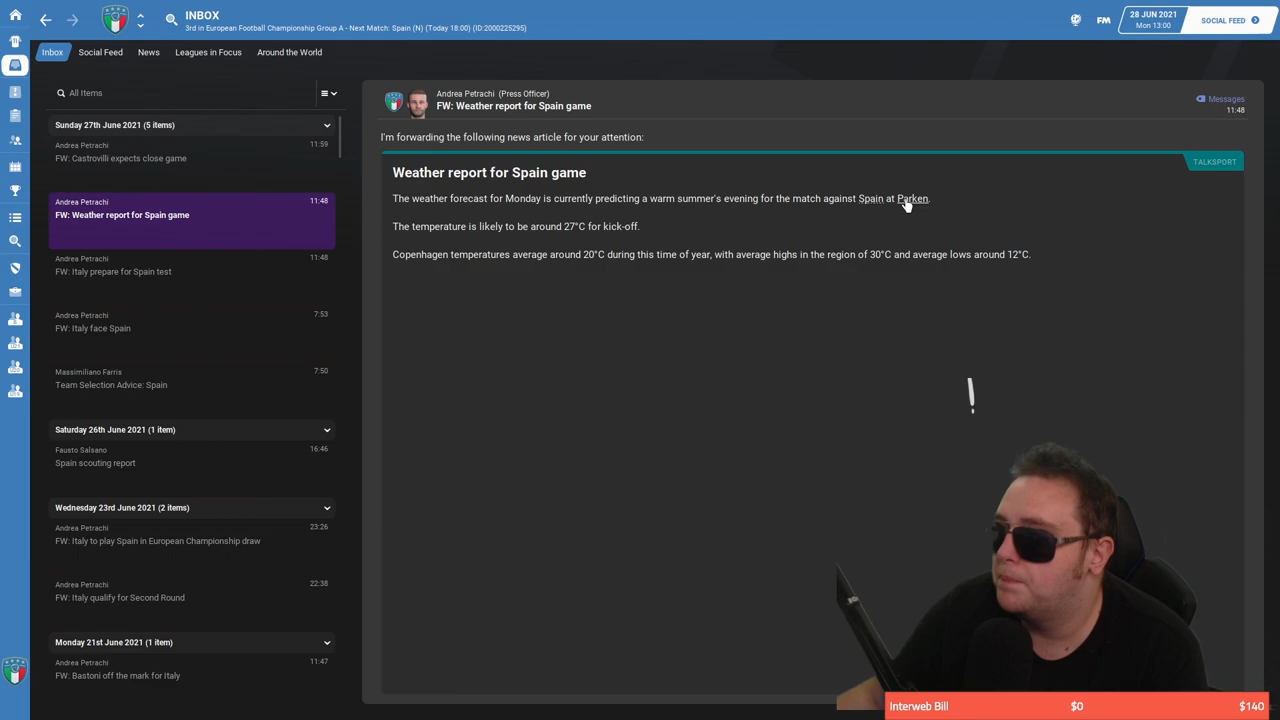 INBOX
3rd in European Football Championship Group A - Next Match: Spain (N) (Today 18:00) (ID:2000225295)
FM
28 JUN 2021
Mon 13:00
SOCIAL FEED
Inbox
Social Feed
News
Leagues in Focus
Around the World
All Items
Sunday 27th June 2021 (5 items)
Andrea Petrachi 11:59
FW: Castrovilli expects close game
Andrea Petrachi 11:48
FW: Weather report for Spain game
Andrea Petrachi 11:48
FW: Italy prepare for Spain test
Andrea Petrachi 7:53
FW: Italy face Spain
Massimiliano Farris 7:50
Team Selection Advice: Spain
Saturday 26th June 2021 (1 item)
Fausto Salsano 16:46
Spain scouting report
Wednesday 23rd June 2021 (2 items)
Andrea Petrachi 23:26
FW: Italy to play Spain in European Championship draw
Andrea Petrachi 22:38
FW: Italy qualify for Second Round
Monday 21st June 2021 (1 item)
Andrea Petrachi 11:47
FW: Bastoni off the mark for Italy
Andrea Petrachi (Press Officer)
FW: Weather report for Spain game
Messages
11:48
I'm forwarding the following news article for your attention:
TALKSPORT
Weather report for Spain game
The weather forecast for Monday is currently predicting a warm summer's evening for the match against Spain at Parken.
The temperature is likely to be around 27°C for kick-off.
Copenhagen temperatures average around 20°C during this time of year, with average highs in the region of 30°C and average lows around 12°C.
!
Interweb Bill $0 $140